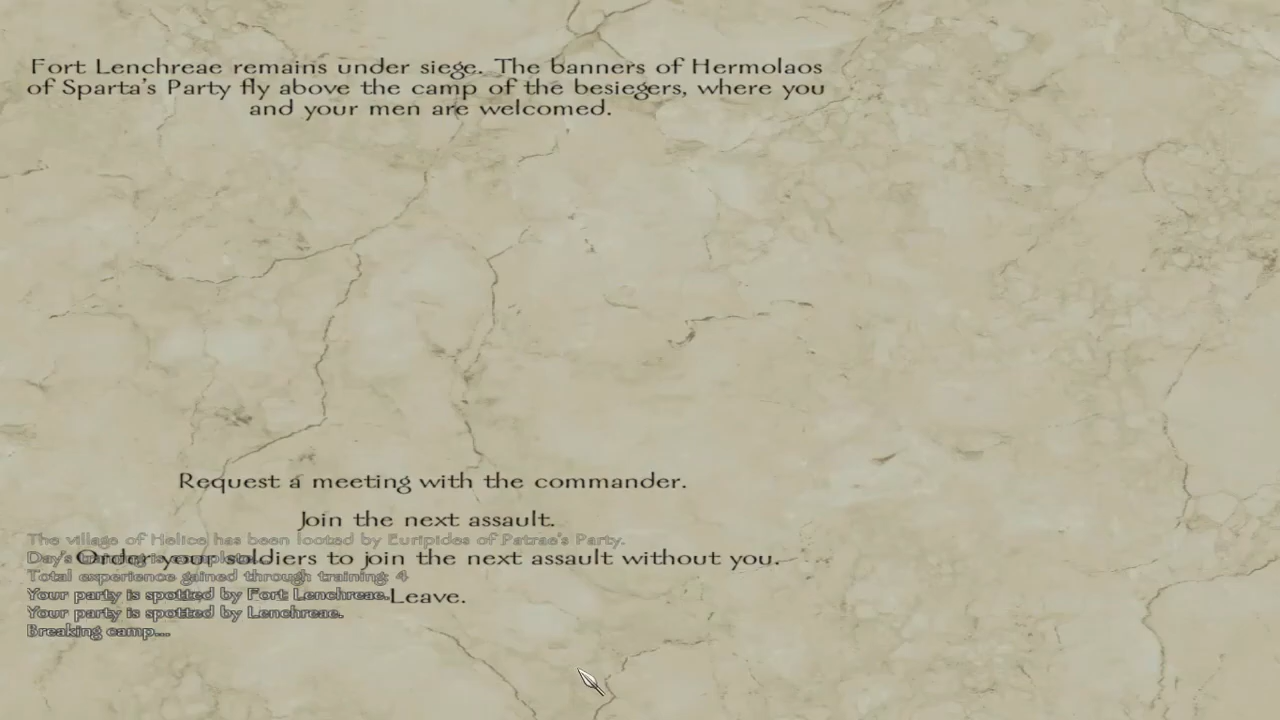 Fort Lenchreae remains under siege. The banners of Hermolaos
of Sparta's Party fly above the camp of the besiegers, where you
and your men are welcomed.
Request a meeting with the commander.
Join the next assault.
The village of Helice has been looted by Euripides of Patrae's Party.
Order your soldiers to join the next assault without you.
Day's training is complete.
Total experience gained through training: 4
Your party is spotted by Fort Lenchreae.
Leave.
Your party is spotted by Lenchreae.
Breaking camp...